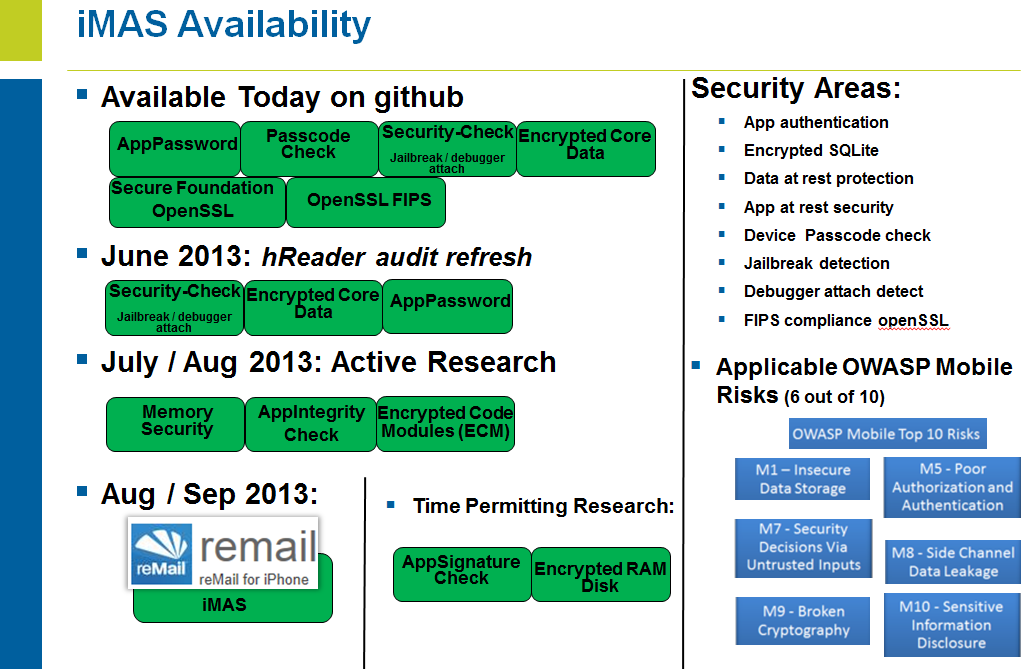 iMAS Availability
Available Today on github
AppPassword
Passcode
Check
Security-Check
Jailbreak / debugger
attach
Encrypted Core
Data
Secure Foundation
OpenSSL
OpenSSL FIPS
June 2013: hReader audit refresh
Security-Check
Jailbreak / debugger
attach
Encrypted Core
Data
AppPassword
July / Aug 2013: Active Research
Memory
Security
AppIntegrity
Check
Encrypted Code
Modules (ECM)
Aug / Sep 2013:
reMail
remail
reMail for iPhone
iMAS
Time Permitting Research:
AppSignature
Check
Encrypted RAM
Disk
Security Areas:
App authentication
Encrypted SQLite
Data at rest protection
App at rest security
Device Passcode check
Jailbreak detection
Debugger attach detect
FIPS compliance openSSL
Applicable OWASP Mobile
Risks (6 out of 10)
OWASP Mobile Top 10 Risks
M1 – Insecure
Data Storage
M5 - Poor
Authorization and
Authentication
M7 - Security
Decisions Via
Untrusted Inputs
M8 - Side Channel
Data Leakage
M9 - Broken
Cryptography
M10 - Sensitive
Information
Disclosure